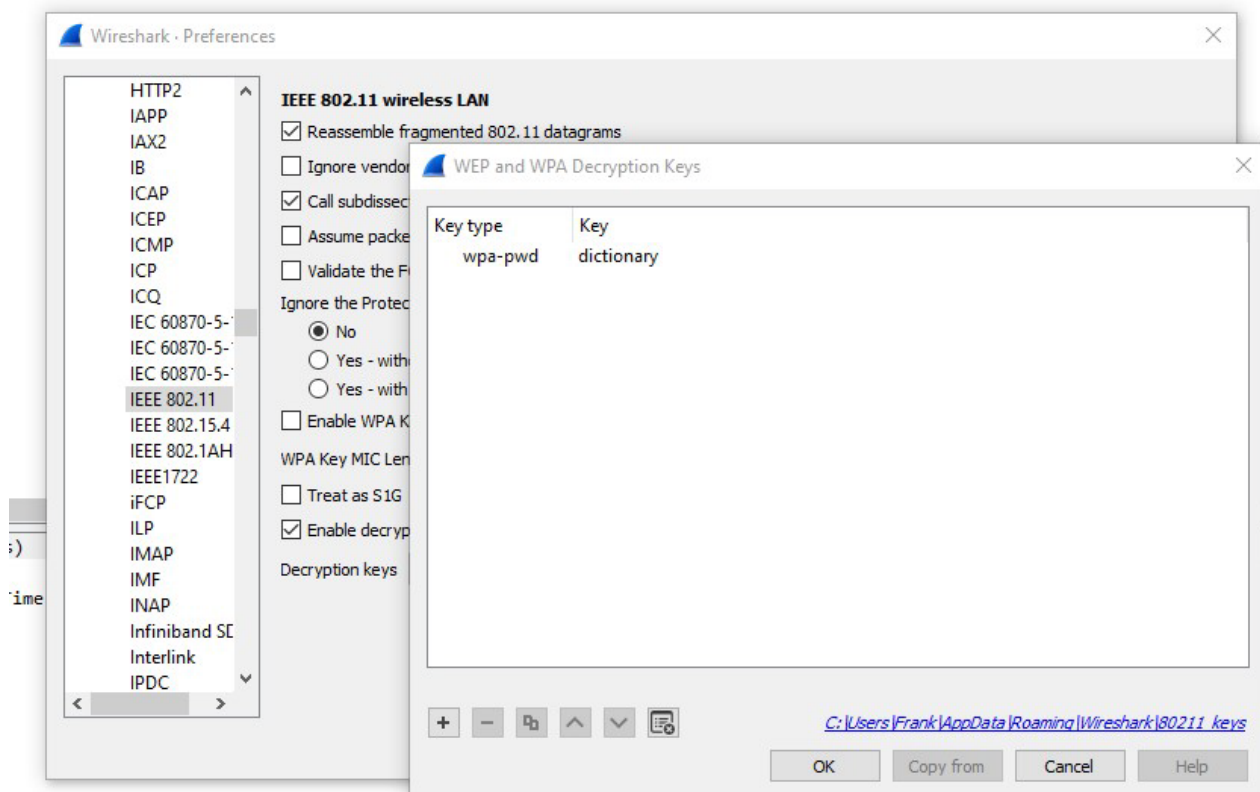 Wireshark · Preferences
HTTP2
IAPP
IAX2
IB
ICAP
ICEP
ICMP
ICP
ICQ
IEC 60870-5-
IEC 60870-5-
IEC 60870-5-
IEEE 802.11
IEEE 802.15.4
IEEE 802.1AH
IEEE1722
iFCP
ILP
IMAP
IMF
INAP
Infiniband SD
Interlink
IPDC
IEEE 802.11 wireless LAN
Reassemble fragmented 802.11 datagrams
Ignore vendor
Call subdissec
Assume packe
Validate the F
Ignore the Protec
No
Yes - with
Yes - with
Enable WPA K
WPA Key MIC Len
Treat as S1G
Enable decryp
Decryption keys
WEP and WPA Decryption Keys
Key type Key
wpa-pwd dictionary
C:\Users\Frank\AppData\Roaming\Wireshark\80211_keys
OK Copy from Cancel Help
s)
ime